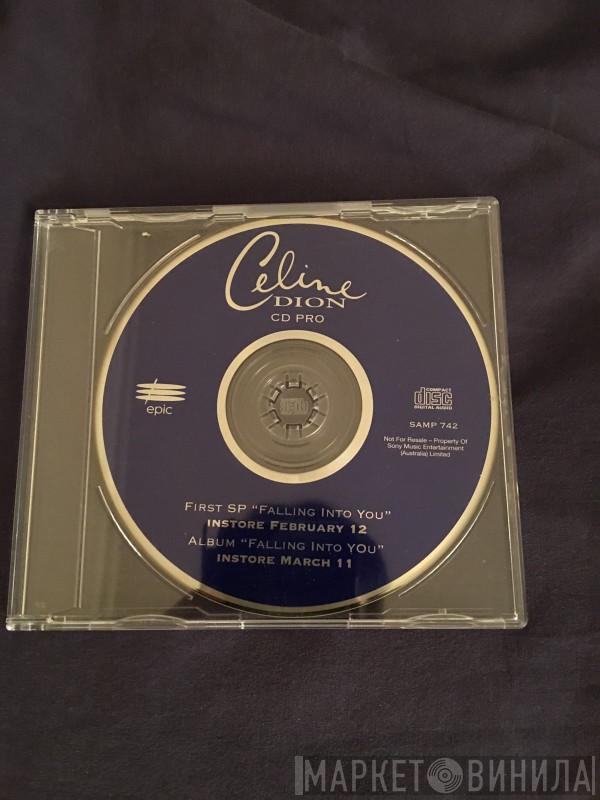 Celine
DION
CD PRO
epic
COMPACT
disc
DIGITAL AUDIO
SAMP 742
Not For Resale – Property Of
Sony Music Entertainment
(Australia) Limited
FIRST SP “FALLING INTO YOU”
INSTORE FEBRUARY 12
ALBUM “FALLING INTO YOU”
INSTORE MARCH 11
МАРКЕТ ВИНИЛА